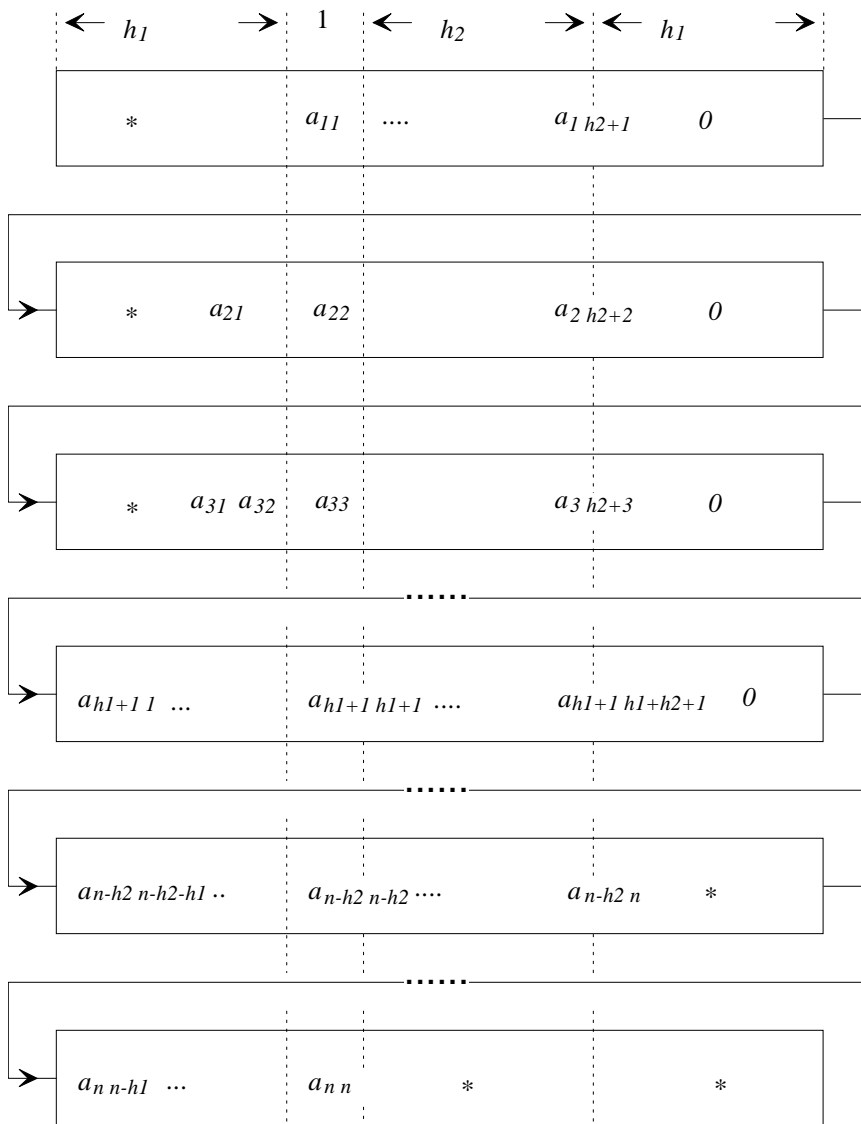 h1 1 h2 h1
* a11 .... a1 h2+1 0
* a21 a22 a2 h2+2 0
* a31 a32 a33 a3 h2+3 0
......
ah1+1 1 ... ah1+1 h1+1 .... ah1+1 h1+h2+1 0
......
an-h2 n-h2-h1 .. an-h2 n-h2 .... an-h2 n *
......
an n-h1 ... an n * *